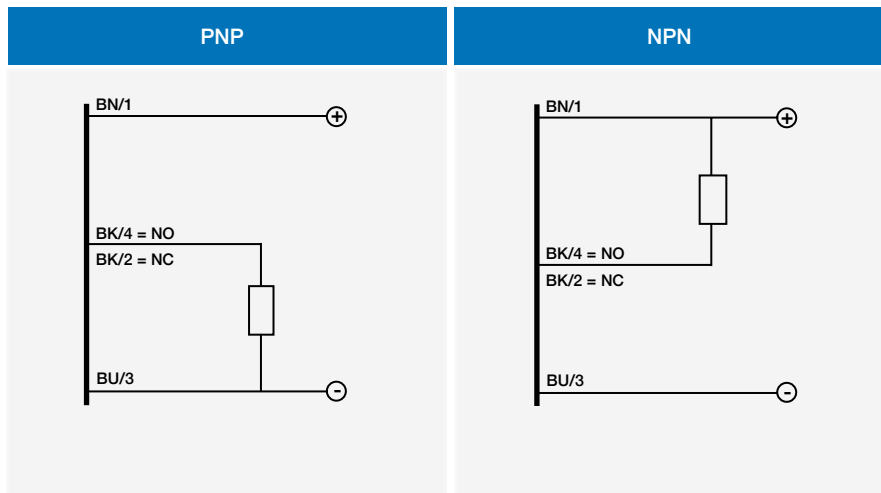 PNP
BN/1
+
BK/4 = NO
BK/2 = NC
BU/3
-
NPN
BN/1
+
BK/4 = NO
BK/2 = NC
BU/3
-